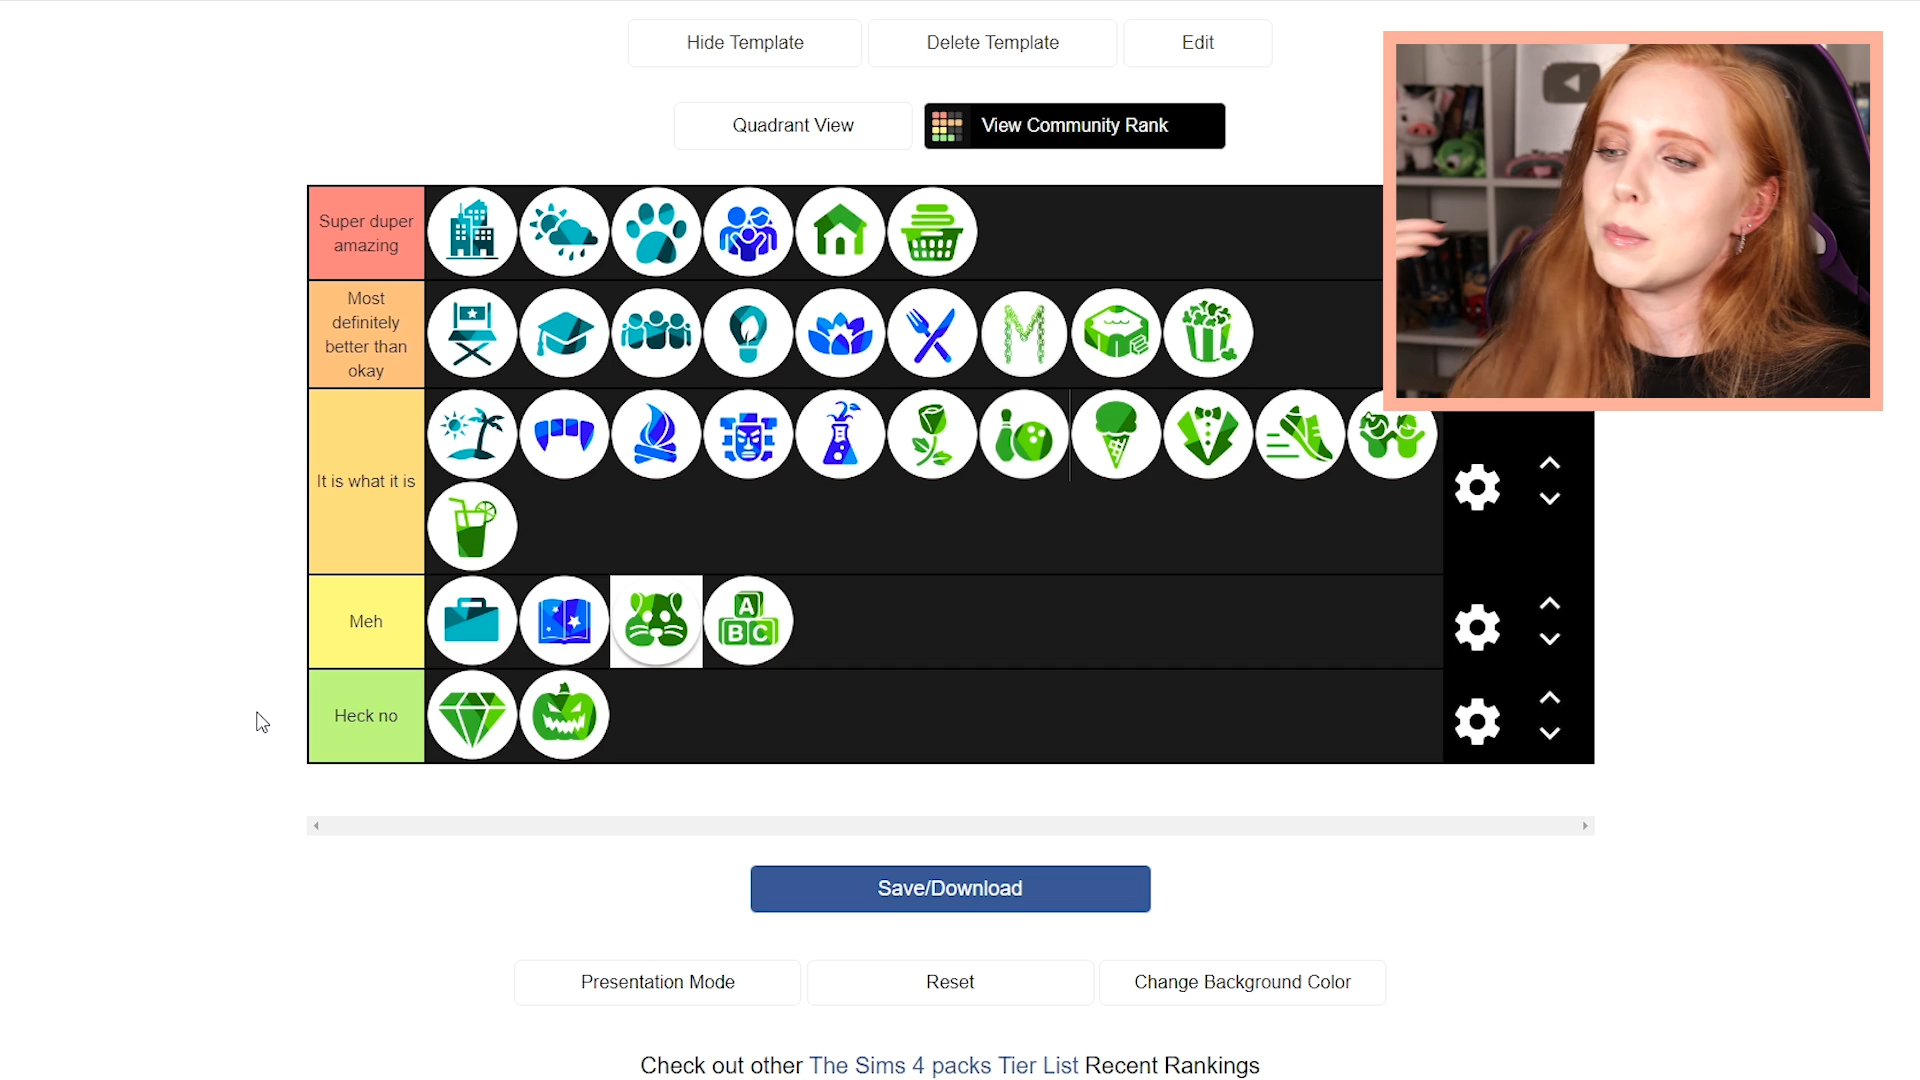 Hide Template
Delete Template
Edit
Quadrant View
View Community Rank
Super duper
amazing
Most
definitely
better than
okay
M
It is what it is
Meh
A
B C
Heck no
Save/Download
Presentation Mode
Reset
Change Background Color
Check out other The Sims 4 packs Tier List Recent Rankings